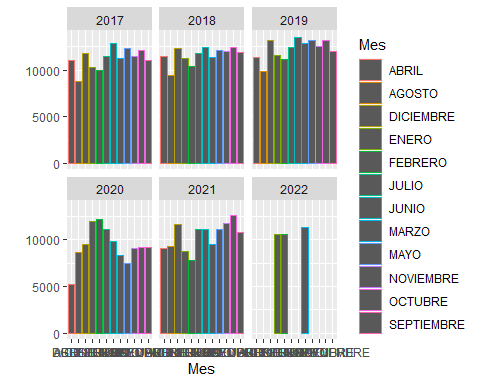 2017 2018 2019
Mes
10000
5000
0
ABRIL
AGOSTO
DICIEMBRE
ENERO
FEBRERO
JULIO
JUNIO
MARZO
MAYO
NOVIEMBRE
OCTUBRE
SEPTIEMBRE
2020 2021 2022
10000
5000
0
Mes